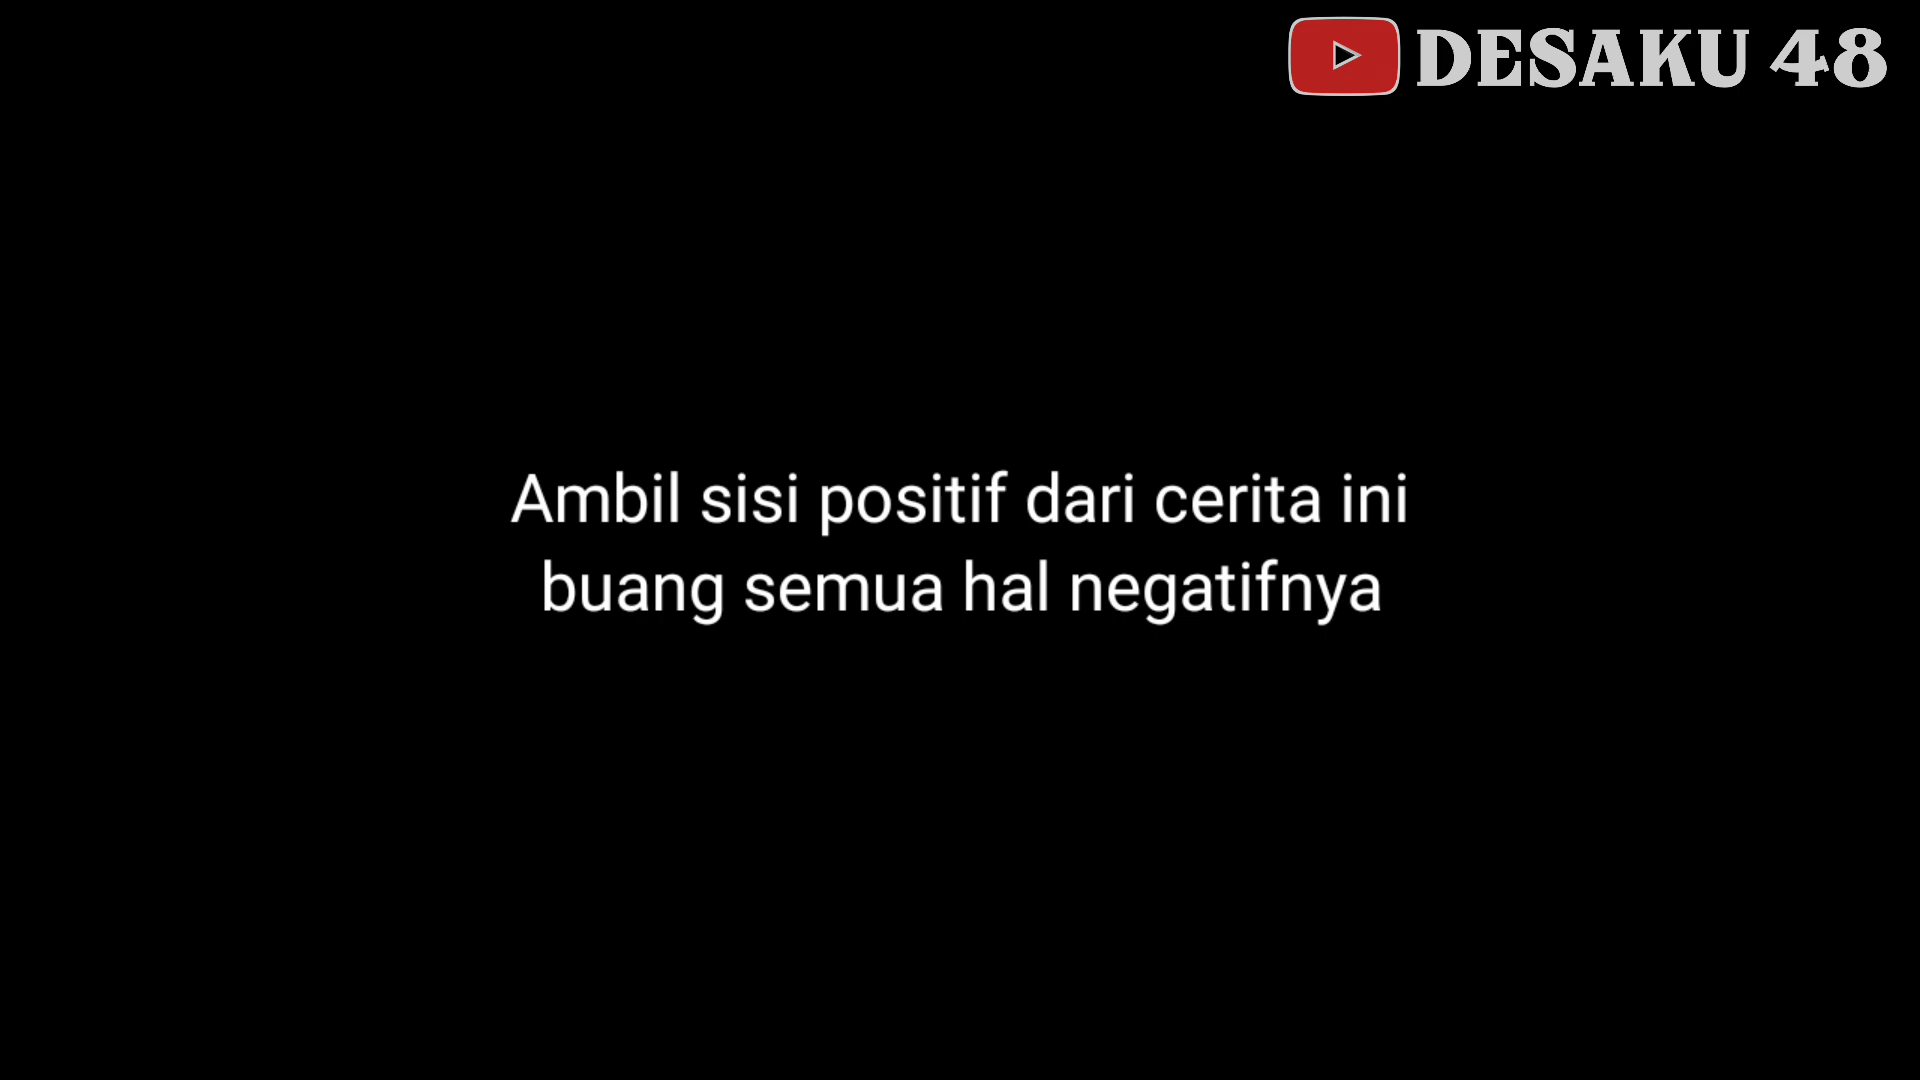 DESAKU 48
Ambil sisi positif dari cerita ini
buang semua hal negatifnya